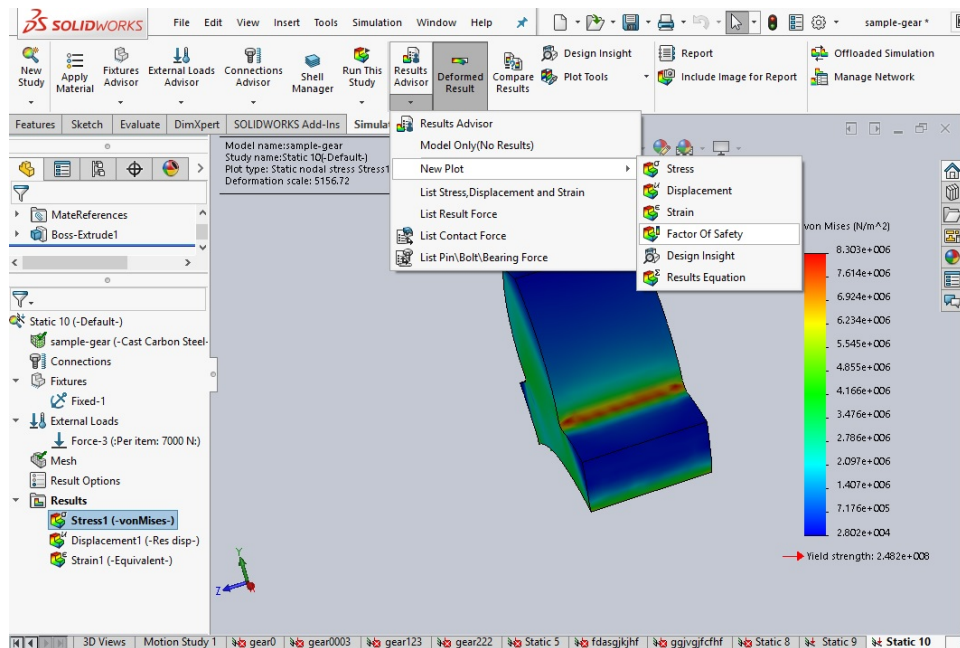 SOLIDWORKS
File Edit View Insert Tools Simulation Window Help
sample-gear *
New Study
Apply Material
Fixtures Advisor
External Loads Advisor
Connections Advisor
Shell Manager
Run This Study
Results Advisor
Deformed Result
Compare Results
Design Insight
Plot Tools
Report
Include Image for Report
Offloaded Simulation
Manage Network
Features Sketch Evaluate DimXpert SOLIDWORKS Add-Ins Simulat
Results Advisor
Model Only(No Results)
New Plot
List Stress,Displacement and Strain
List Result Force
List Contact Force
List Pin\Bolt\Bearing Force
Stress
Displacement
Strain
Factor Of Safety
Design Insight
Results Equation
Model name:sample-gear
Study name:Static 10(-Default-)
Plot type: Static nodal stress Stress1
Deformation scale: 5156.72
MateReferences
Boss-Extrude1
Static 10 (-Default-)
sample-gear (-Cast Carbon Steel-
Connections
Fixtures
Fixed-1
External Loads
Force-3 (:Per item: 7000 N:)
Mesh
Result Options
Results
Stress1 (-vonMises-)
Displacement1 (-Res disp-)
Strain1 (-Equivalent-)
von Mises (N/m^2)
8.303e+006
7.614e+006
6.924e+006
6.234e+006
5.545e+006
4.855e+006
4.166e+006
3.476e+006
2.786e+006
2.097e+006
1.407e+006
7.176e+005
2.802e+004
Yield strength: 2.482e+008
Y
Z
3D Views Motion Study 1 gear0 gear0003 gear123 gear222 Static 5 fdasgjkjhf ggjvgjfcfhf Static 8 Static 9 Static 10